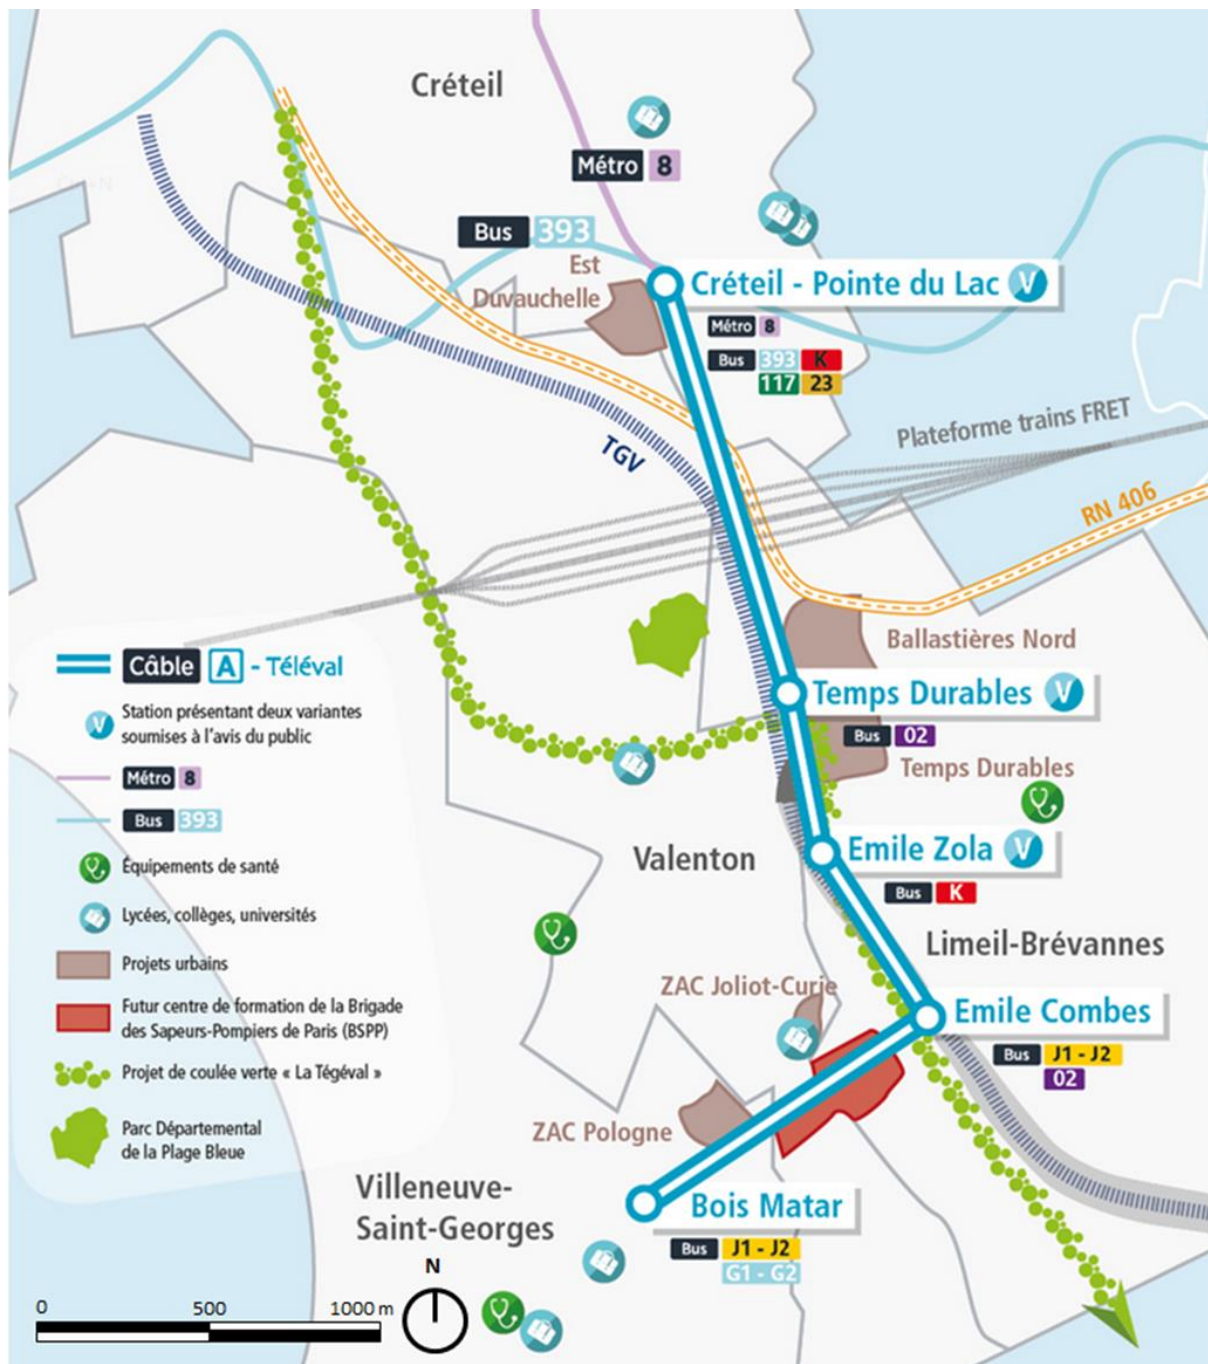 Créteil
Métro 8
Bus 393
Est
Duvauchelle
Créteil - Pointe du Lac V
Métro 8
Bus 393 K
117 23
Plateforme trains FRET
TGV
RN 406
Ballastières Nord
Temps Durables V
Bus 02
Temps Durables
Emile Zola V
Bus K
Valenton
Limeil-Brévannes
ZAC Joliot-Curie
Emile Combes
Bus J1 - J2
02
ZAC Pologne
Villeneuve-
Saint-Georges
Bois Matar
Bus J1 - J2
G1 - G2
Câble A - Téléval
V Station présentant deux variantes
soumises à l'avis du public
Métro 8
Bus 393
Équipements de santé
Lycées, collèges, universités
Projets urbains
Futur centre de formation de la Brigade
des Sapeurs-Pompiers de Paris (BSPP)
Projet de coulée verte « La Tégéval »
Parc Départemental
de la Plage Bleue
N
0 500 1000 m